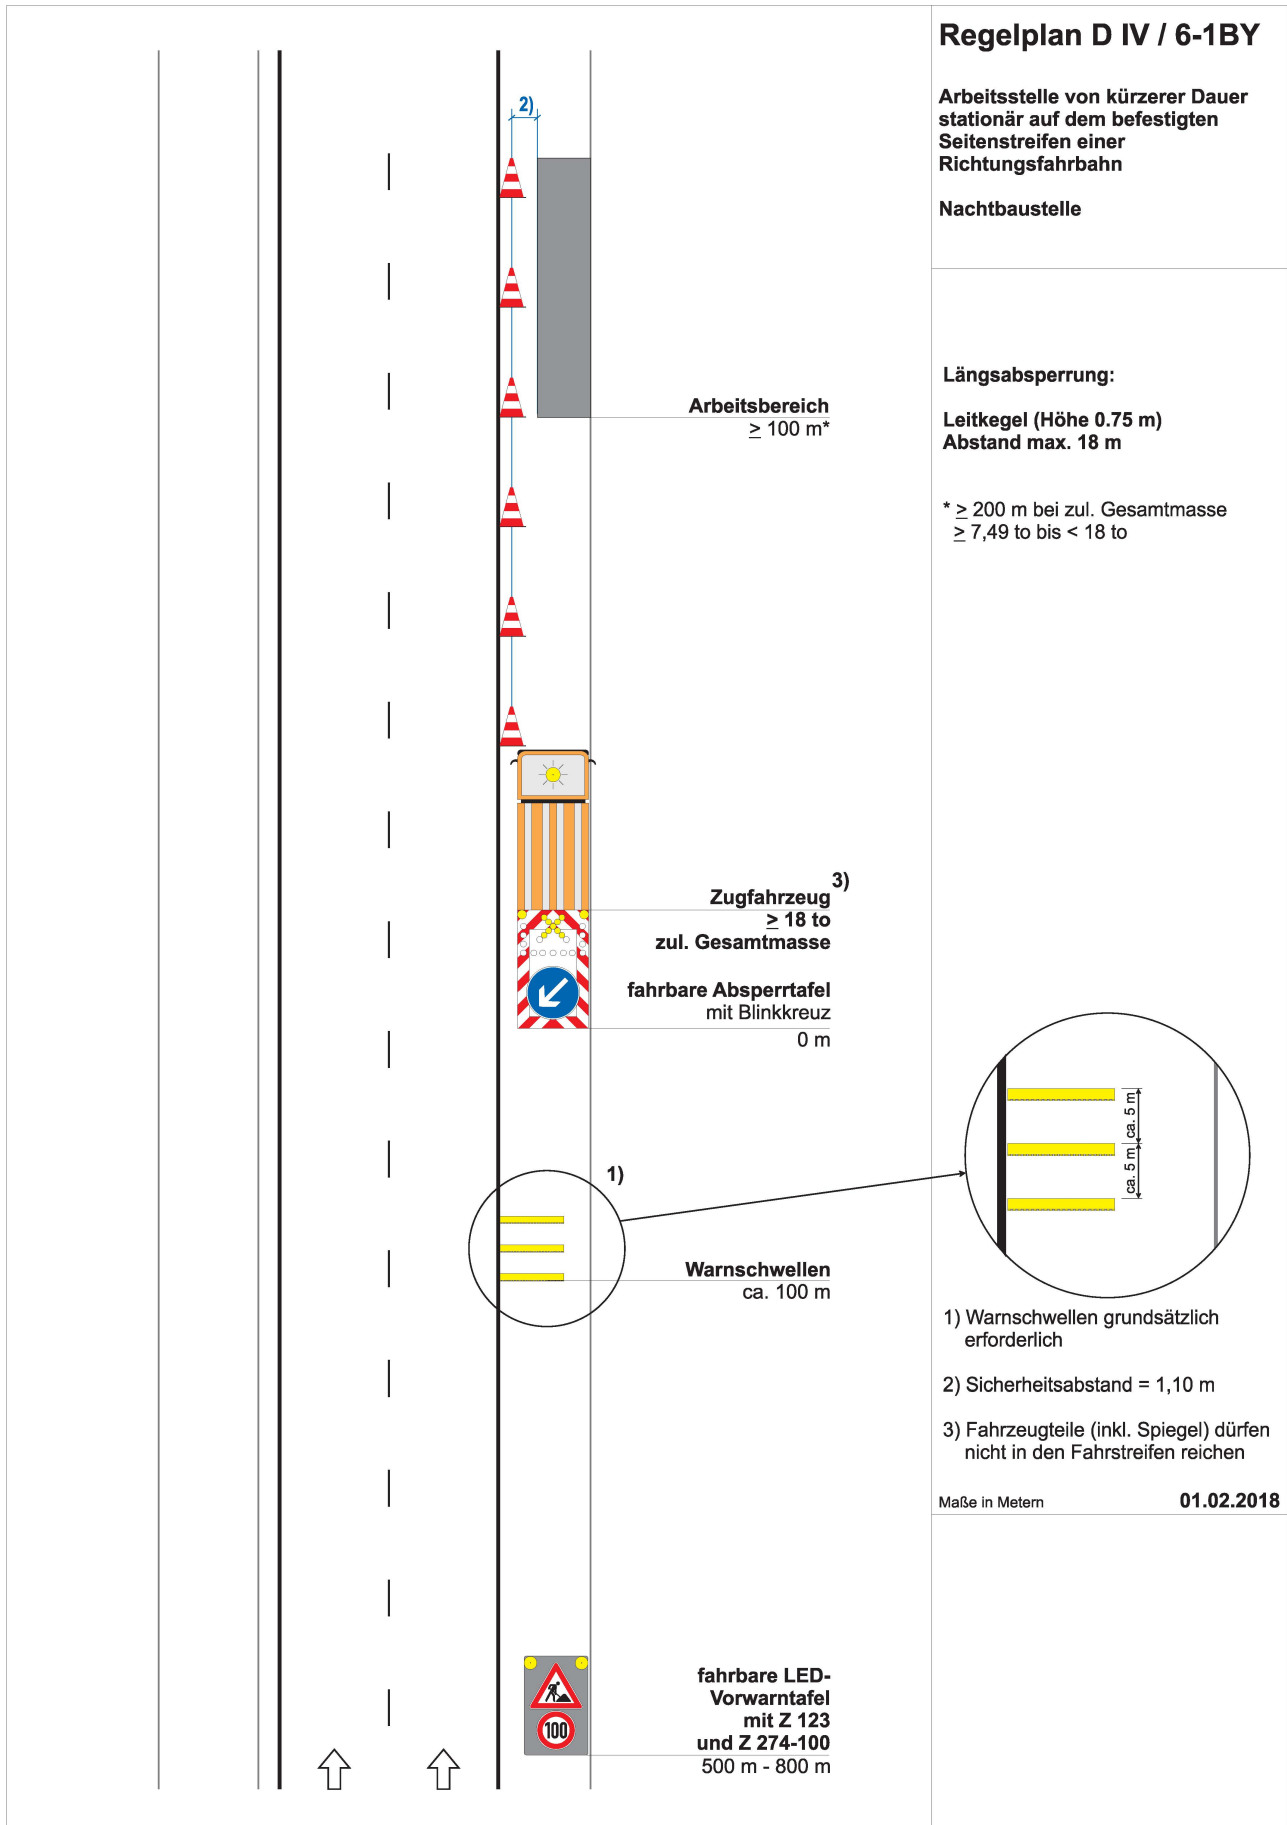 Regelplan D IV / 6-1BY
Arbeitsstelle von kürzerer Dauer
stationär auf dem befestigten
Seitenstreifen einer
Richtungsfahrbahn
Nachtbaustelle
2)
Längsabsperrung:
Leitkegel (Höhe 0.75 m)
Abstand max. 18 m
* ≥ 200 m bei zul. Gesamtmasse
≥ 7,49 to bis < 18 to
Arbeitsbereich
≥ 100 m*
3)
Zugfahrzeug
≥ 18 to
zul. Gesamtmasse
fahrbare Absperrtafel
mit Blinkkreuz
0 m
1)
Warnschwellen
ca. 100 m
ca. 5 m
ca. 5 m
1) Warnschwellen grundsätzlich
erforderlich
2) Sicherheitsabstand = 1,10 m
3) Fahrzeugteile (inkl. Spiegel) dürfen
nicht in den Fahrstreifen reichen
Maße in Metern 01.02.2018
100
fahrbare LED-
Vorwarntafel
mit Z 123
und Z 274-100
500 m - 800 m